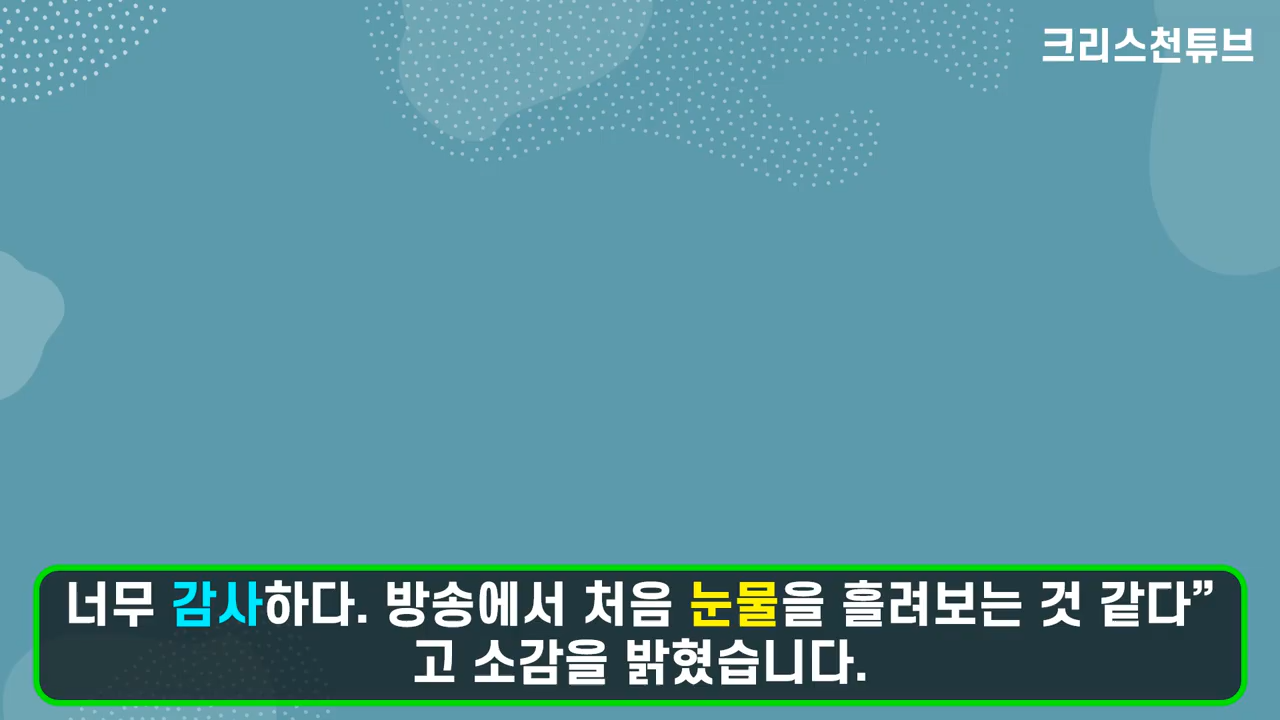 크리스천튜브
너무 감사하다. 방송에서 처음 눈물을 흘려보는 것 같다”
고 소감을 밝혔습니다.